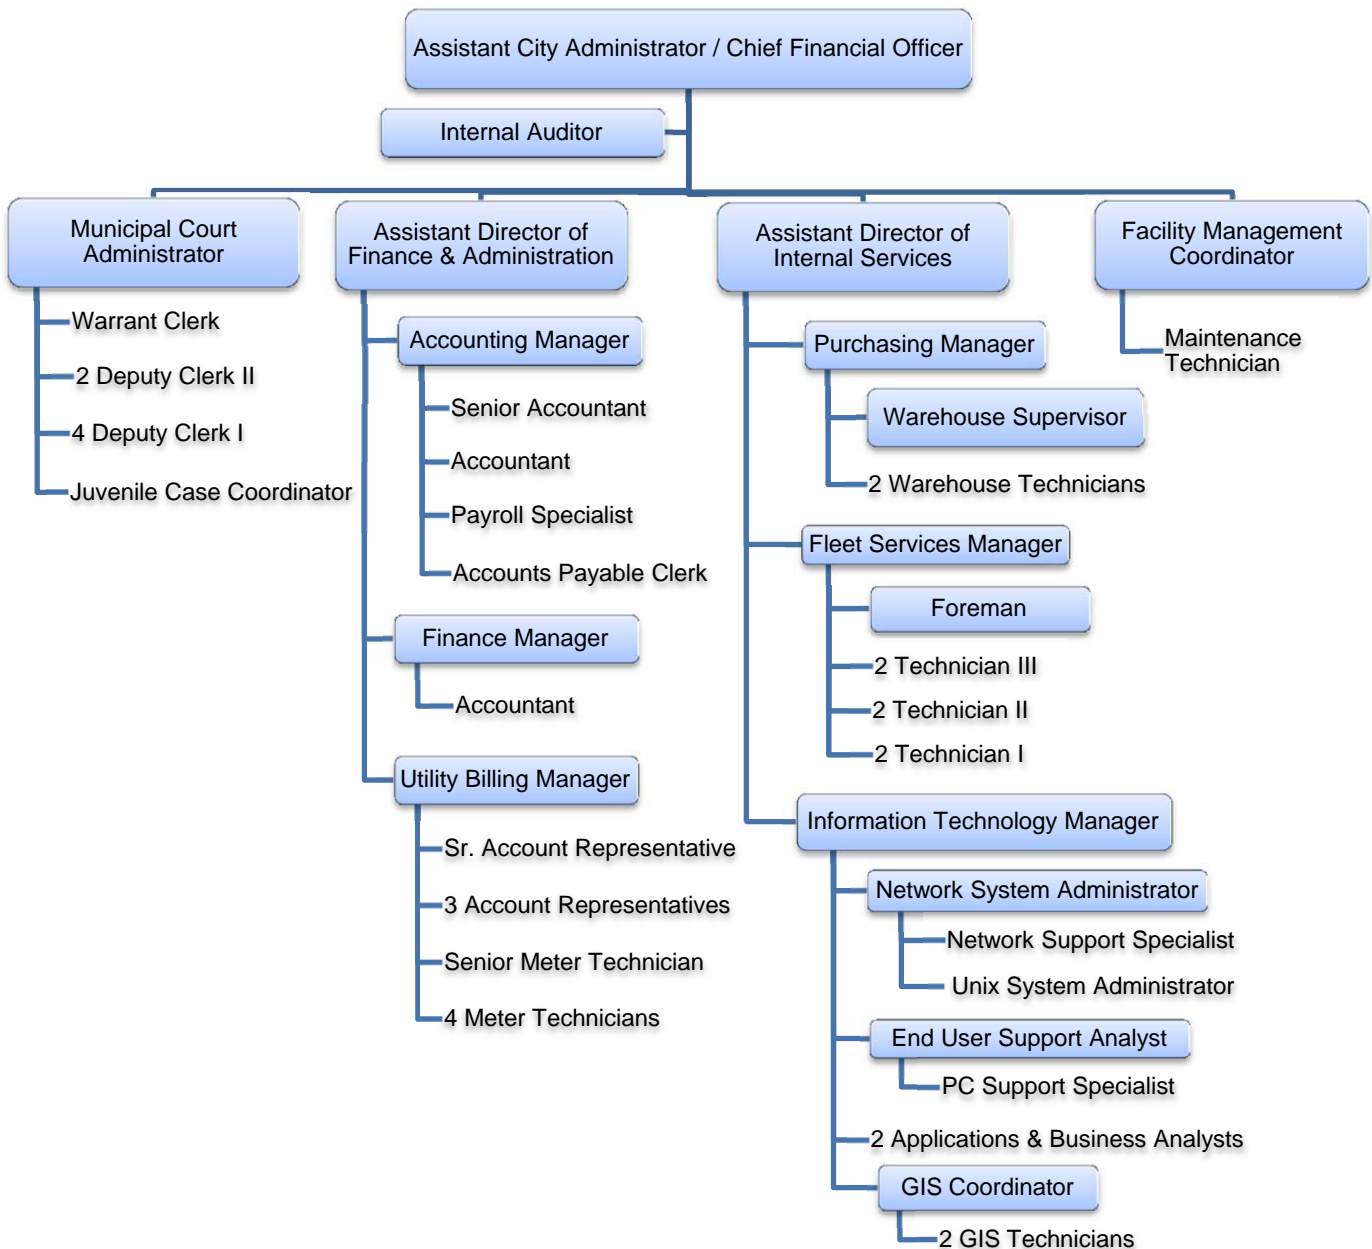 Assistant City Administrator / Chief Financial Officer
Internal Auditor
Municipal Court
Administrator
Warrant Clerk
2 Deputy Clerk II
4 Deputy Clerk I
Juvenile Case Coordinator
Assistant Director of
Finance & Administration
Accounting Manager
Senior Accountant
Accountant
Payroll Specialist
Accounts Payable Clerk
Finance Manager
Accountant
Utility Billing Manager
Sr. Account Representative
3 Account Representatives
Senior Meter Technician
4 Meter Technicians
Assistant Director of
Internal Services
Purchasing Manager
Warehouse Supervisor
2 Warehouse Technicians
Fleet Services Manager
Foreman
2 Technician III
2 Technician II
2 Technician I
Information Technology Manager
Network System Administrator
Network Support Specialist
Unix System Administrator
End User Support Analyst
PC Support Specialist
2 Applications & Business Analysts
GIS Coordinator
2 GIS Technicians
Facility Management
Coordinator
Maintenance
Technician